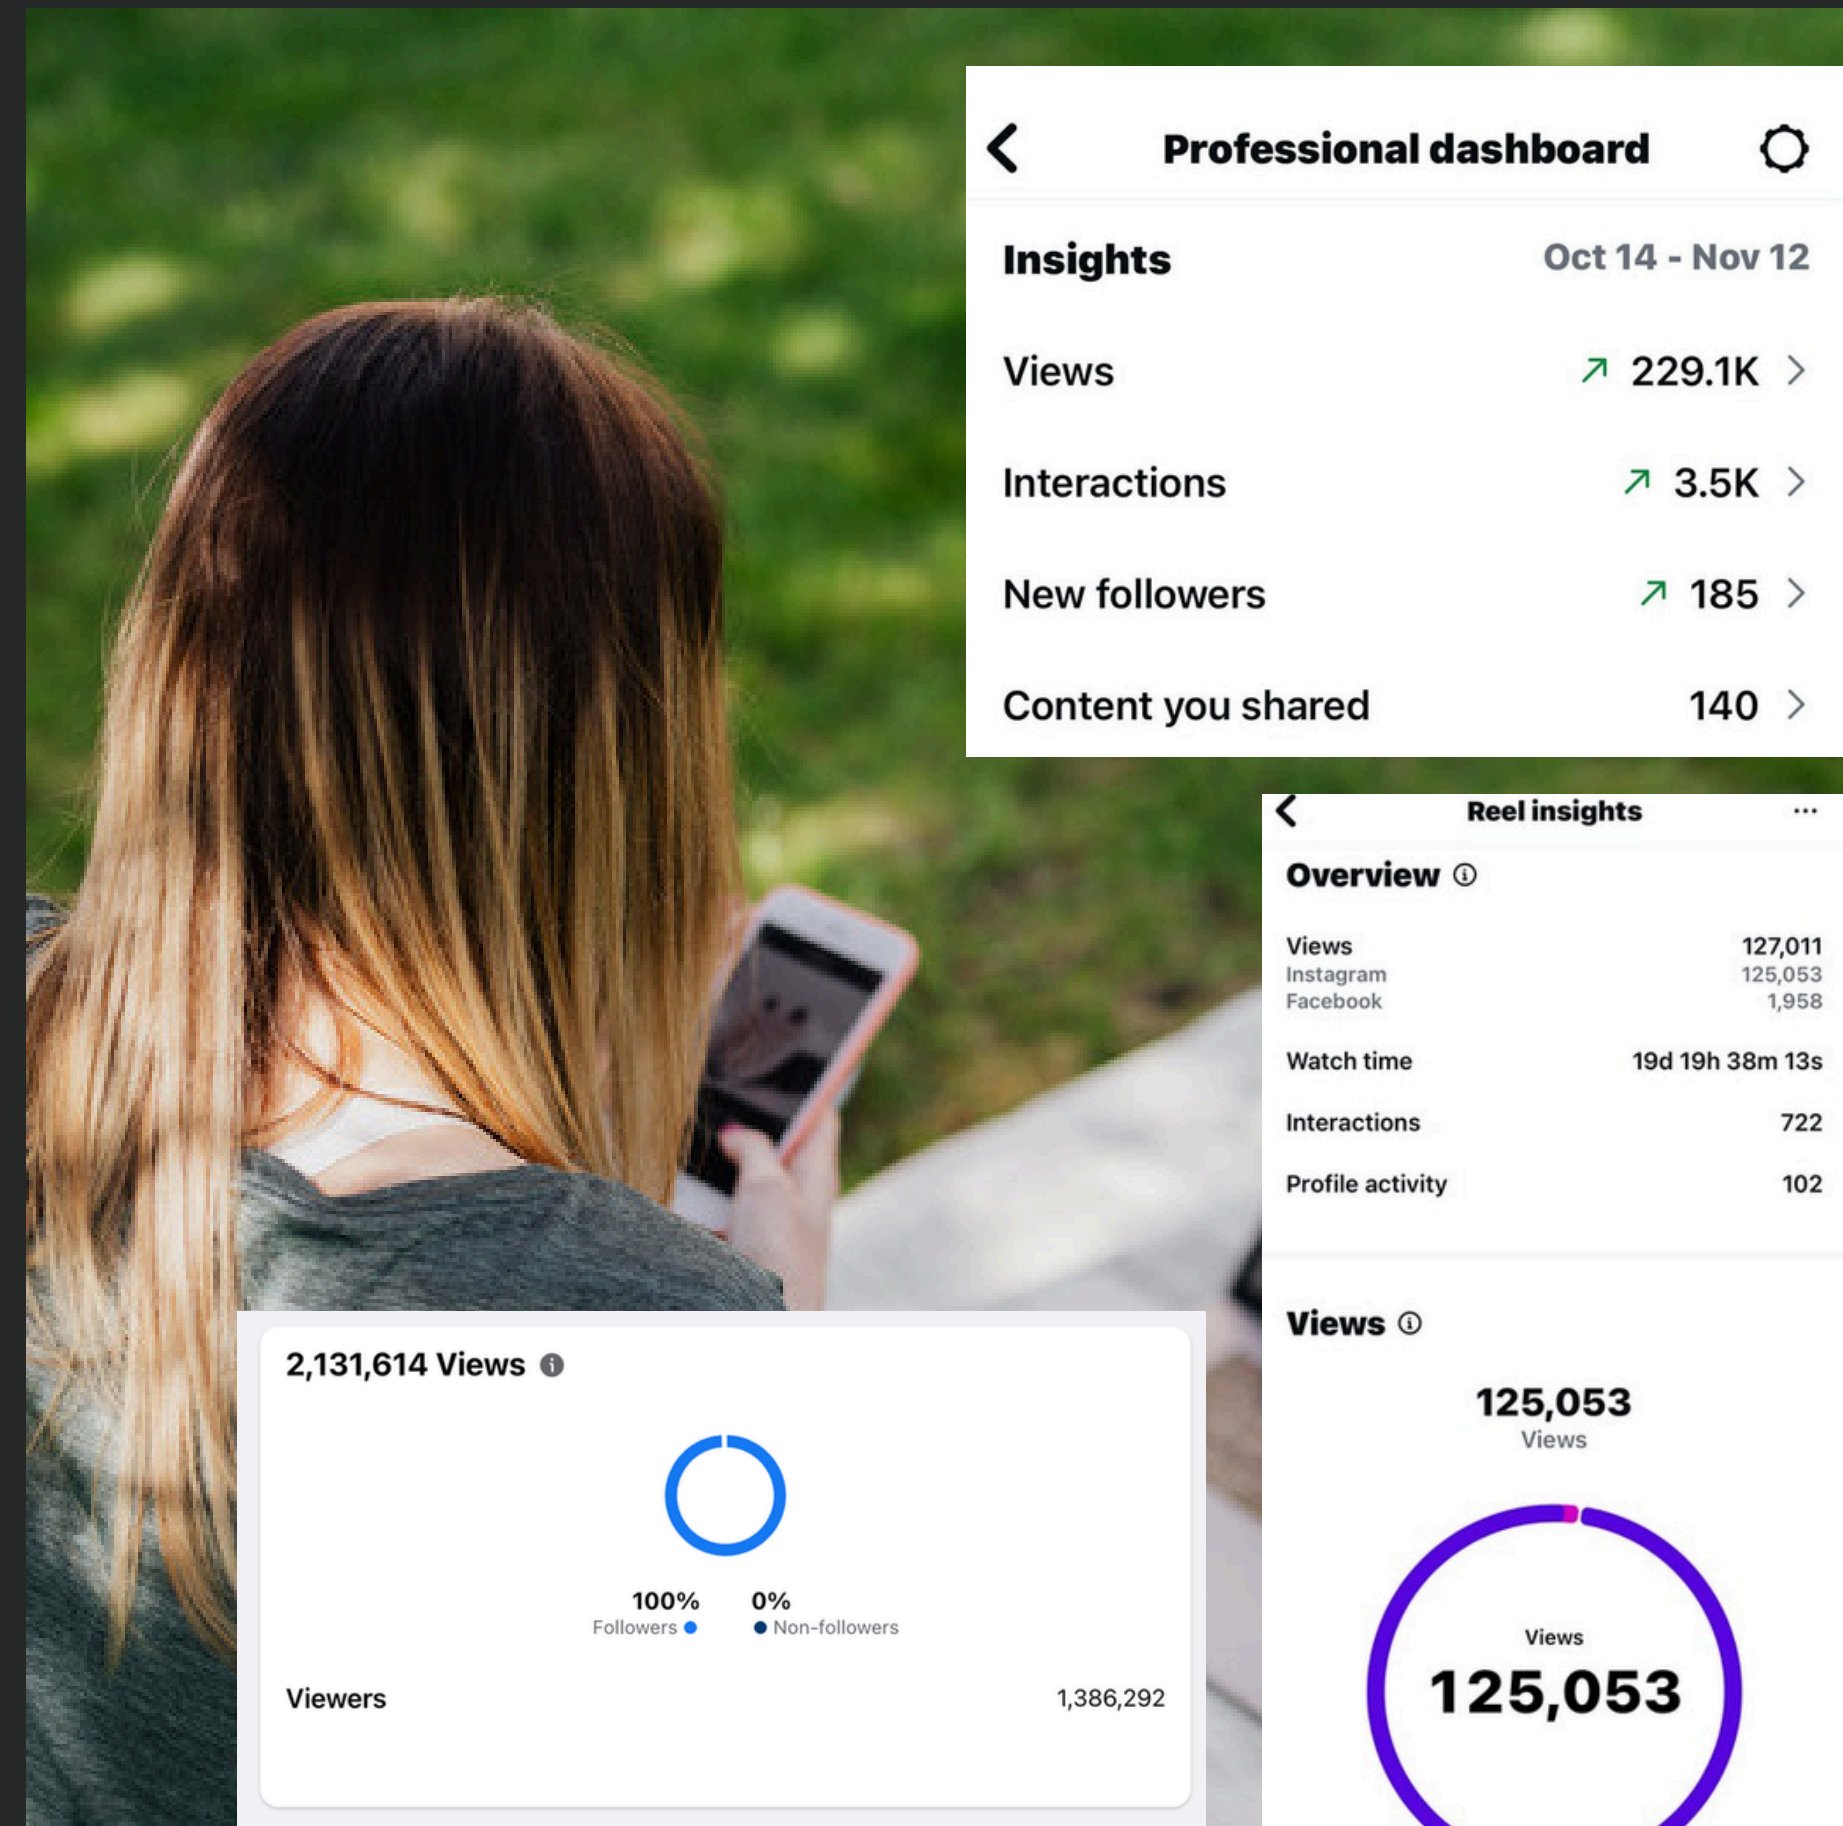 Professional dashboard
Insights Oct 14 - Nov 12
Views 229.1K
Interactions 3.5K
New followers 185
Content you shared 140
Reel insights
Overview
Views 127,011
Instagram 125,053
Facebook 1,958
Watch time 19d 19h 38m 13s
Interactions 722
Profile activity 102
Views
125,053
Views
Views
125,053
2,131,614 Views
100% 0%
Followers Non-followers
Viewers 1,386,292